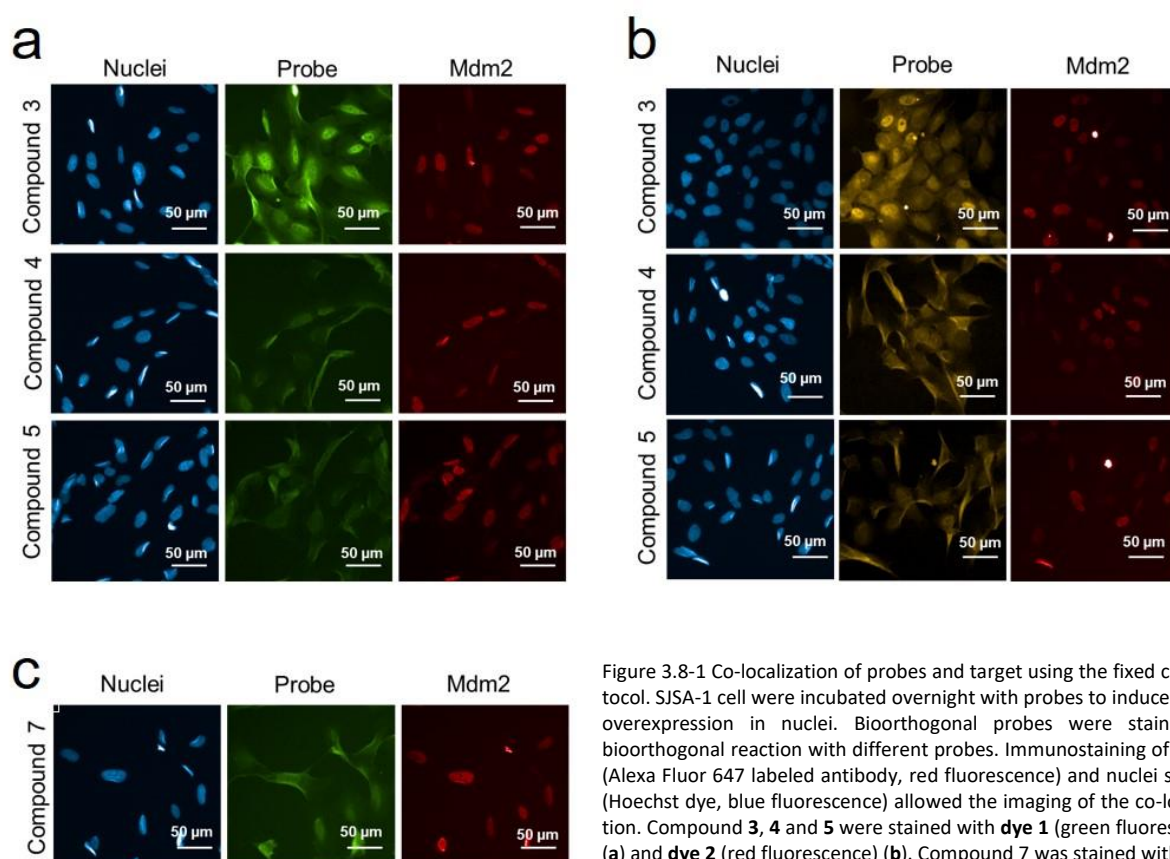 a
Nuclei Probe Mdm2
Compound 3
50 µm 50 µm 50 µm
Compound 4
50 µm 50 µm 50 µm
Compound 5
50 µm 50 µm 50 µm
b
Nuclei Probe Mdm2
Compound 3
50 µm 50 µm 50 µm
Compound 4
50 µm 50 µm 50 µm
Compound 5
50 µm 50 µm 50 µm
c
Nuclei Probe Mdm2
Compound 7
Figure 3.8-1 Co-localization of probes and target using the fixed c
tocol. SJSA-1 cell were incubated overnight with probes to induce
overexpression in nuclei. Bioorthogonal probes were stain
bioorthogonal reaction with different probes. Immunostaining of
(Alexa Fluor 647 labeled antibody, red fluorescence) and nuclei s
(Hoechst dye, blue fluorescence) allowed the imaging of the co-lo
tion. Compound 3, 4 and 5 were stained with dye 1 (green fluores
(a) and dye 2 (red fluorescence) (b). Compound 7 was stained with